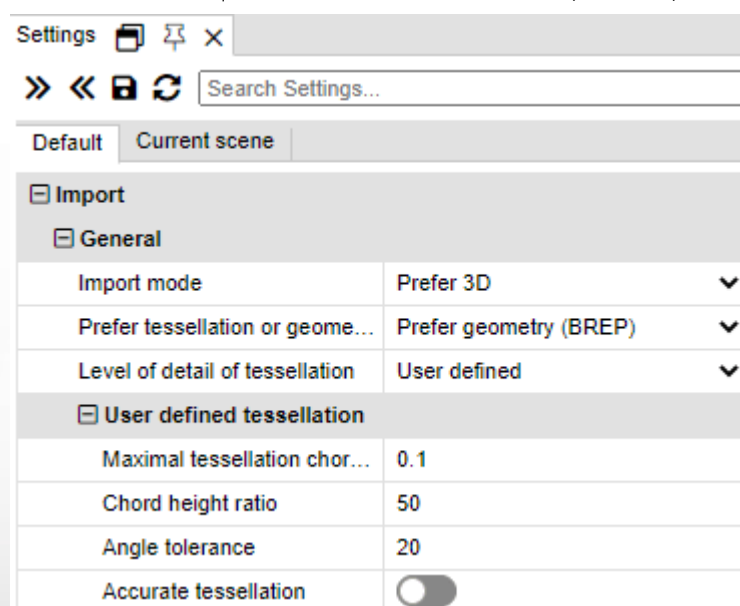 Settings
Search Settings...
Default Current scene
Import
General
Import mode Prefer 3D
Prefer tessellation or geome... Prefer geometry (BREP)
Level of detail of tessellation User defined
User defined tessellation
Maximal tessellation chor... 0.1
Chord height ratio 50
Angle tolerance 20
Accurate tessellation